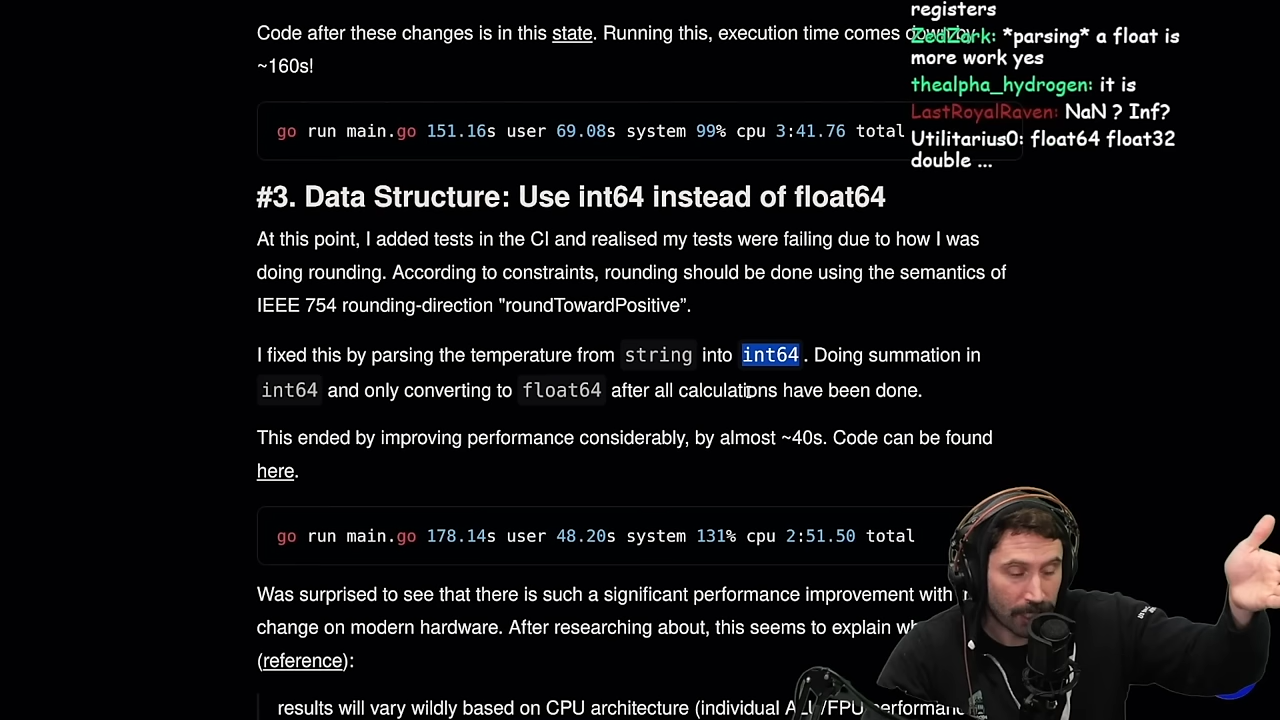 Code after these changes is in this state. Running this, execution time comes
~160s!
go run main.go 151.16s user 69.08s system 99% cpu 3:41.76 total
#3. Data Structure: Use int64 instead of float64
At this point, I added tests in the CI and realised my tests were failing due to how I was
doing rounding. According to constraints, rounding should be done using the semantics of
IEEE 754 rounding-direction "roundTowardPositive”.
I fixed this by parsing the temperature from string into int64. Doing summation in
int64 and only converting to float64 after all calculations have been done.
This ended by improving performance considerably, by almost ~40s. Code can be found
here.
go run main.go 178.14s user 48.20s system 131% cpu 2:51.50 total
Was surprised to see that there is such a significant performance improvement with
change on modern hardware. After researching about, this seems to explain
(reference):
results will vary wildly based on CPU architecture (individual
registers
ZedZark: *parsing* a float is
more work yes
thealpha_hydrogen: it is
LastRoyalRaven: NaN ? Inf?
Utilitarius0: float64 float32
double ...